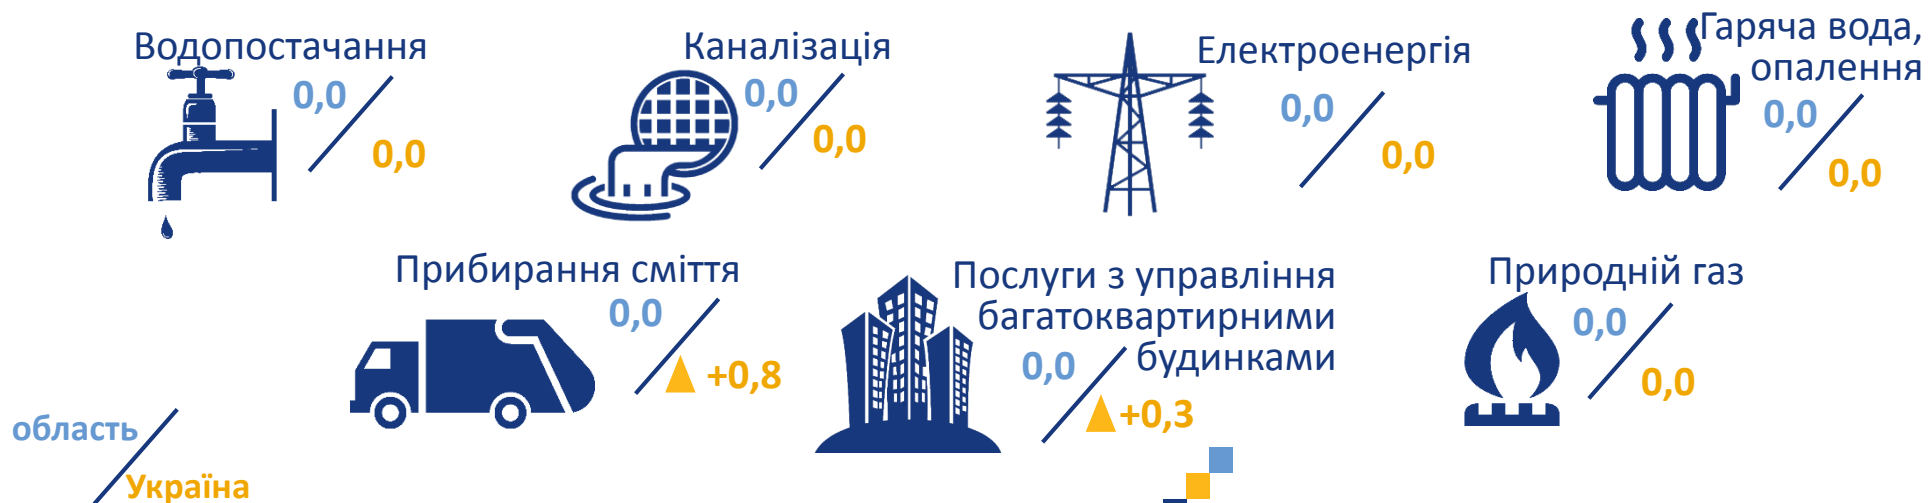 Водопостачання
0,0
0,0
Каналізація
0,0
0,0
Електроенергія
0,0
0,0
Гаряча вода,
опалення
0,0
0,0
Прибирання сміття
0,0
+0,8
Послуги з управління
багатоквартирними
будинками
0,0
+0,3
Природній газ
0,0
0,0
область
Україна